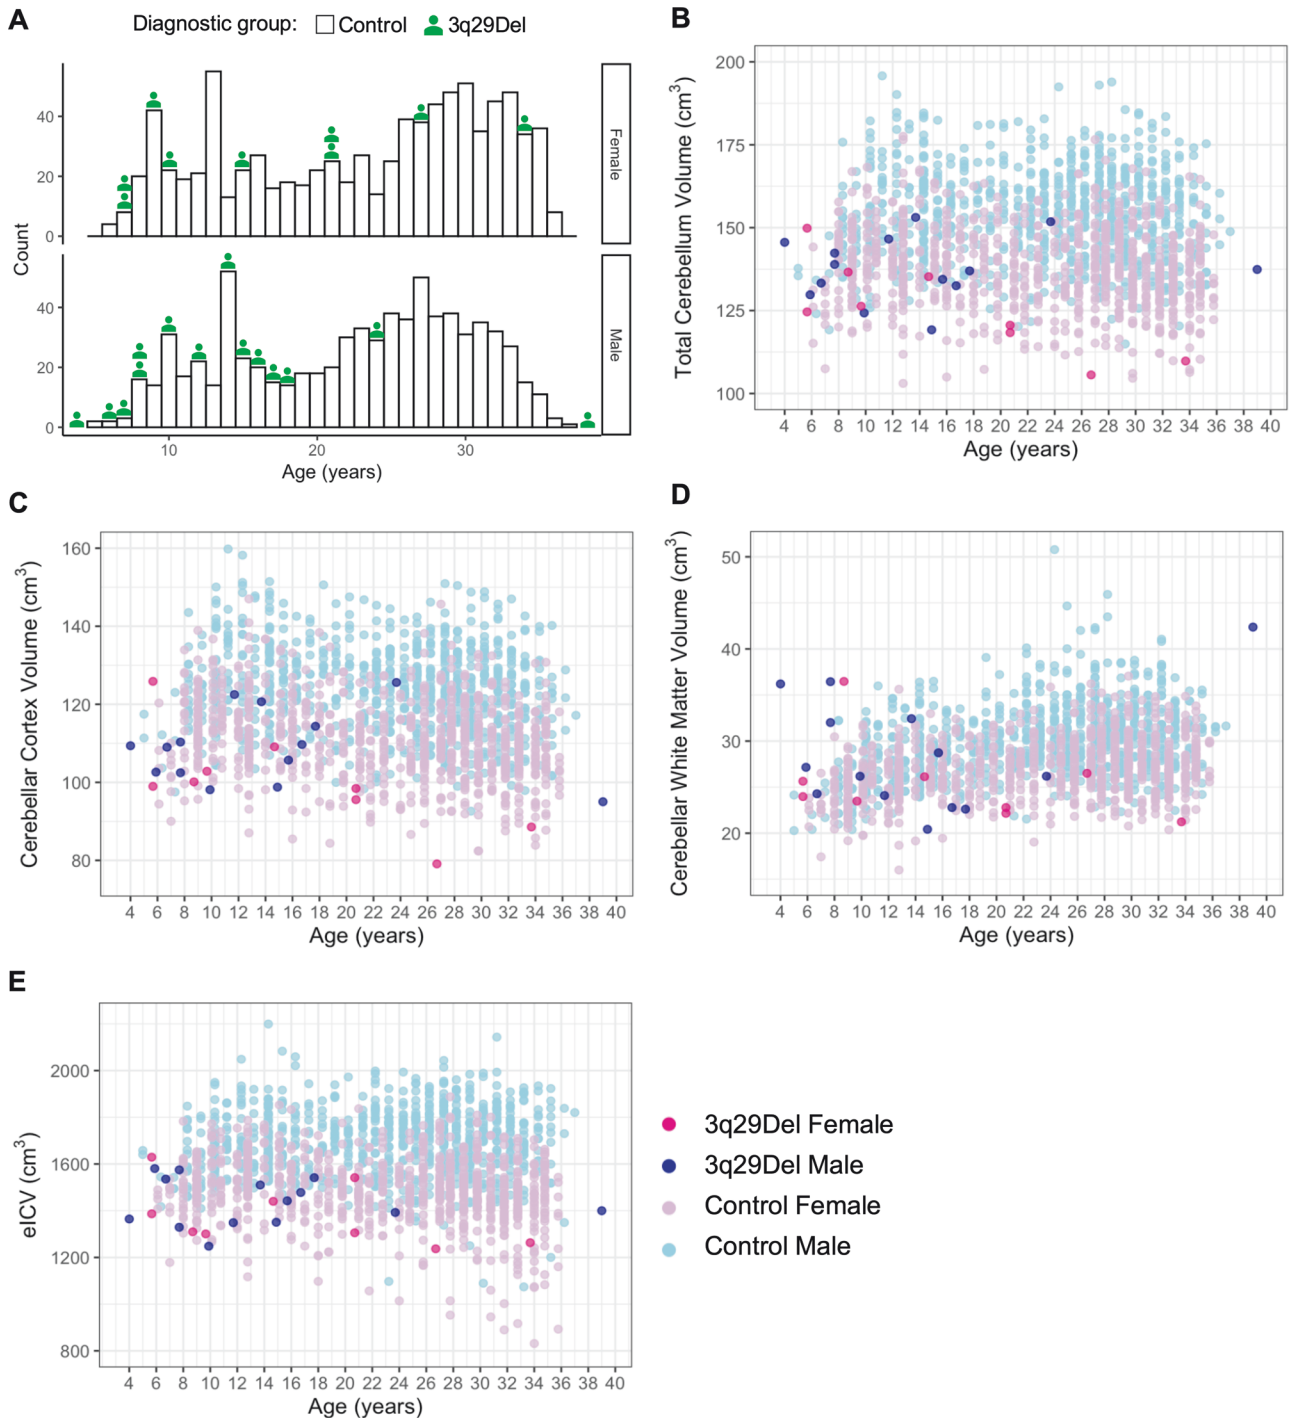 A
Diagnostic group: Control 3q29Del
Count
40
20
0
Female
40
20
0
Male
10 20 30
Age (years)
B
Total Cerebellum Volume (cm3)
200
175
150
125
100
4 6 8 10 12 14 16 18 20 22 24 26 28 30 32 34 36 38 40
Age (years)
C
Cerebellar Cortex Volume (cm3)
160
140
120
100
80
4 6 8 10 12 14 16 18 20 22 24 26 28 30 32 34 36 38 40
Age (years)
D
Cerebellar White Matter Volume (cm3)
50
40
30
20
4 6 8 10 12 14 16 18 20 22 24 26 28 30 32 34 36 38 40
Age (years)
E
eICV (cm3)
2000
1600
1200
800
4 6 8 10 12 14 16 18 20 22 24 26 28 30 32 34 36 38 40
Age (years)
3q29Del Female
3q29Del Male
Control Female
Control Male